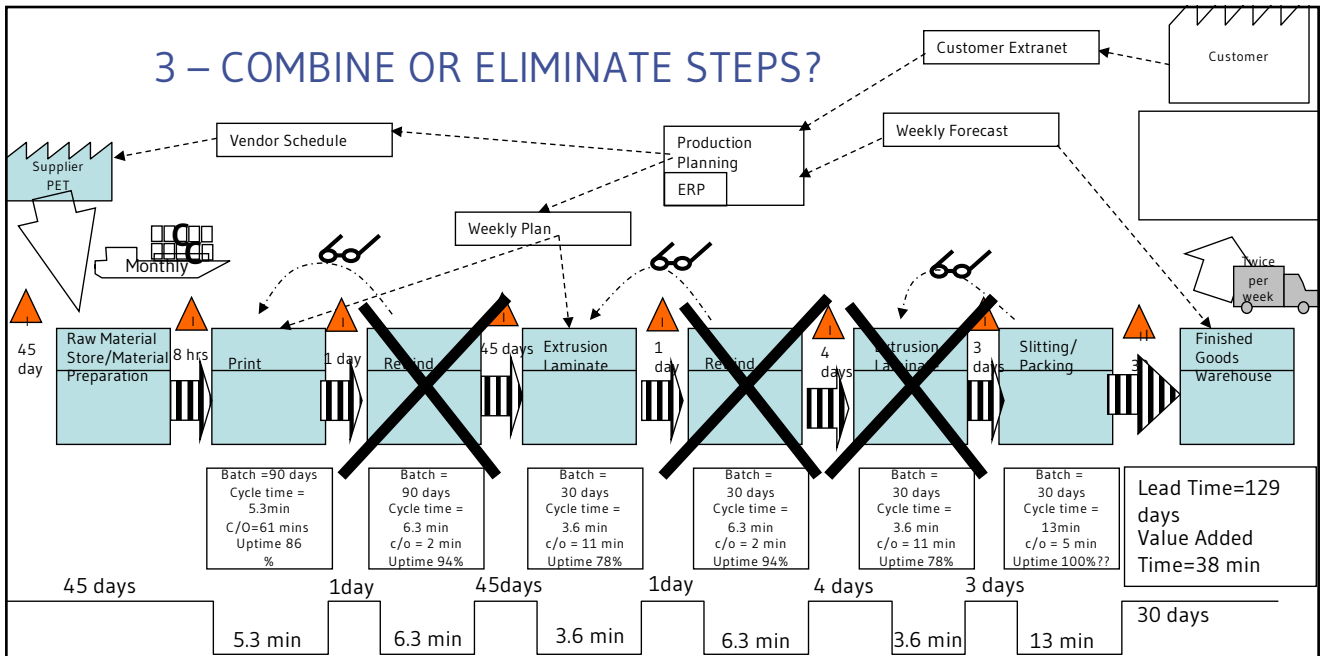 3 – COMBINE OR ELIMINATE STEPS?
Customer Extranet
Customer
Vendor Schedule
Production
Planning
ERP
Weekly Forecast
Supplier
PET
Weekly Plan
C
C
Monthly
Twice
per
week
I
I
I
I
I
I
45
day
Raw Material
Store/Material
Preparation
8 hrs
Print
1 day
Rewind
45 days
Extrusion
Laminate
1
day
Rewind
4
days
Extrusion
Laminate
3
days
Slitting/
Packing
Finished
Goods
Warehouse
Batch =90 days
Cycle time =
5.3min
C/O=61 mins
Uptime 86
%
Batch =
90 days
Cycle time =
6.3 min
c/o = 2 min
Uptime 94%
Batch =
30 days
Cycle time =
3.6 min
c/o = 11 min
Uptime 78%
Batch =
30 days
Cycle time =
6.3 min
c/o = 2 min
Uptime 94%
Batch =
30 days
Cycle time =
3.6 min
c/o = 11 min
Uptime 78%
Batch =
30 days
Cycle time =
13min
c/o = 5 min
Uptime 100%??
Lead Time=129
days
Value Added
Time=38 min
45 days
1day
45days
1day
4 days
3 days
30 days
5.3 min
6.3 min
3.6 min
6.3 min
3.6 min
13 min